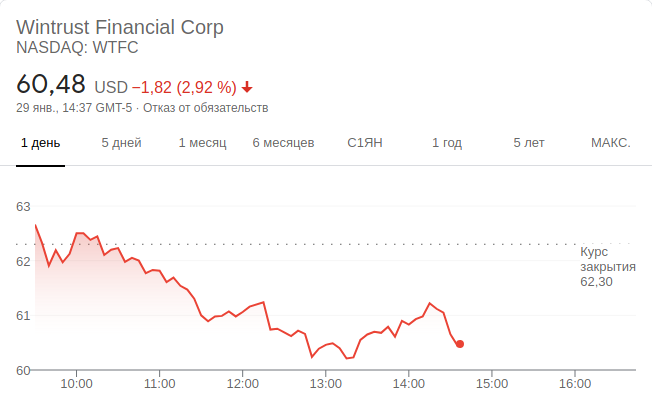 Wintrust Financial Corp
NASDAQ: WTFC
60,48 USD −1,82 (2,92 %)
29 янв., 14:37 GMT-5 · Отказ от обязательств
1 день 5 дней 1 месяц 6 месяцев С1ЯН 1 год 5 лет МАКС.
63
62
61
60
Курс
закрытия
62,30
10:00 11:00 12:00 13:00 14:00 15:00 16:00